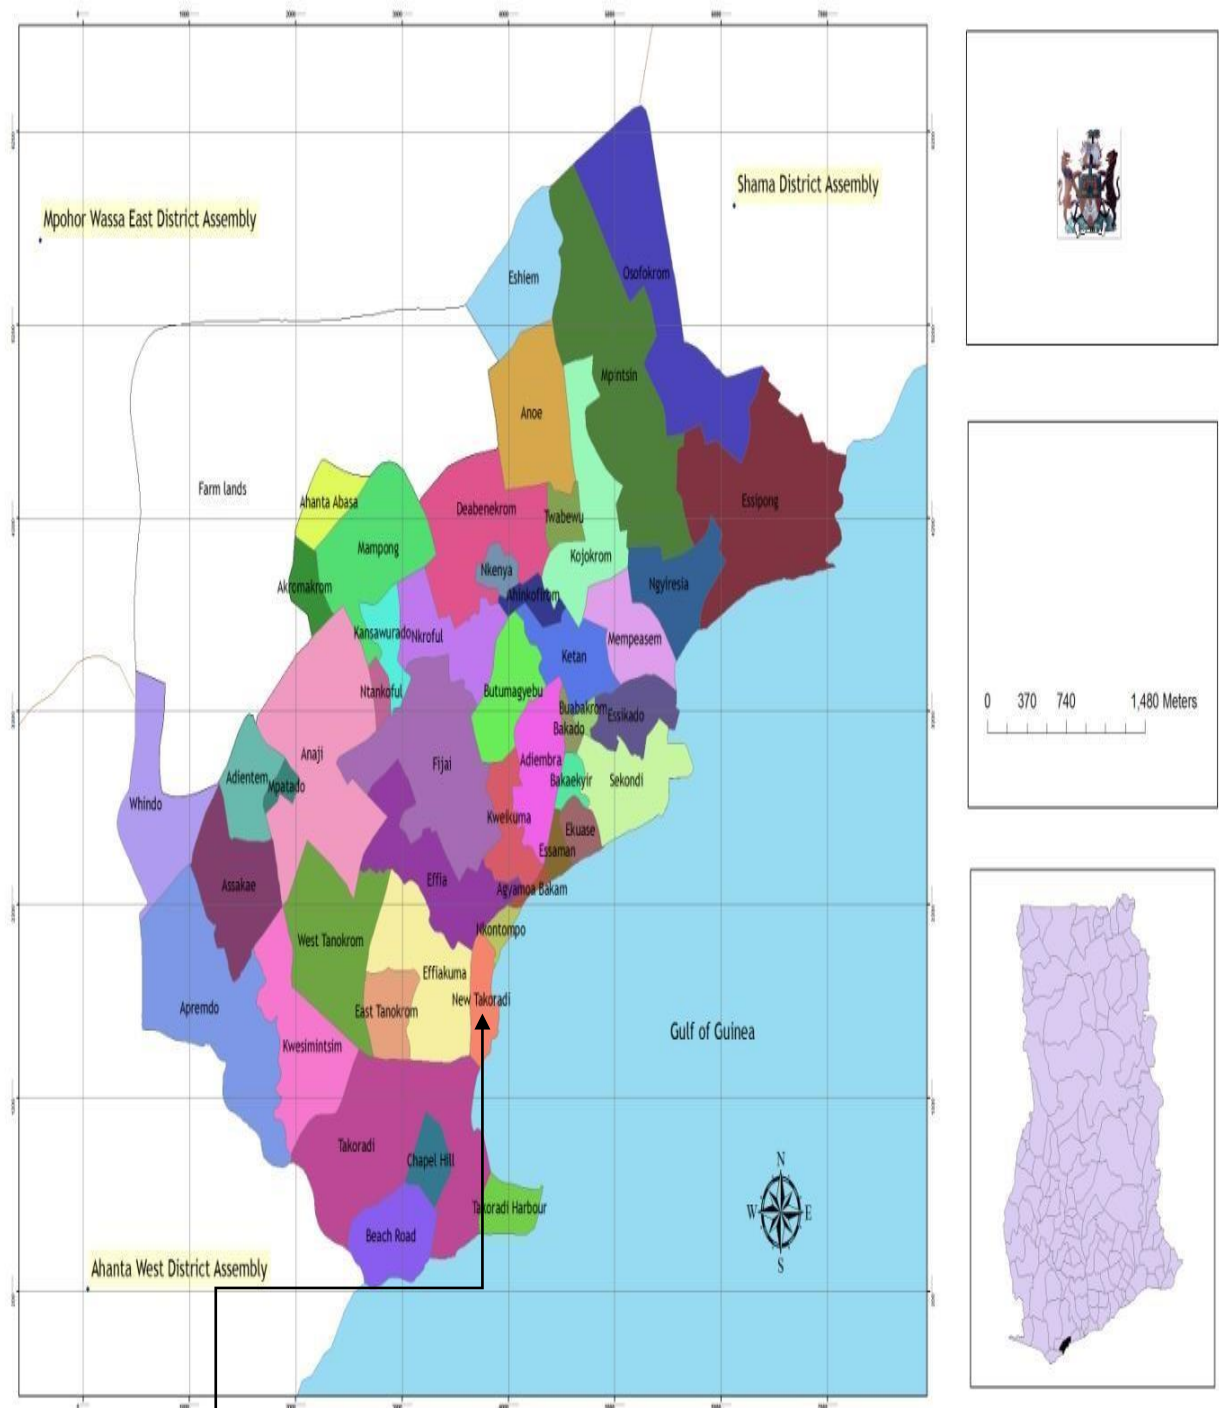 Shama District Assembly
Mpohor Wassa East District Assembly
Osofokrom
Eshiem
Mpintsin
Anoe
Farm lands
Ahanta Abasa
Essipong
Deabenekrom
Twabewu
Mampong
Kojokrom
Nkenya
Ngyiresia
Akromakrom
Ahinkofirom
Kansawurado
Nkroful
Mempeasem
Ketan
Ntankoful
Butumagyebu
Buabakrom
Essikado
Bakado
Anaji
Fijai
Adiembra
Adientem
Mpatado
Bakaekyir
Sekondi
Whindo
Kweikuma
Ekuase
Essaman
Assakae
Effia
Agyamoa Bakam
Nkontompo
West Tanokrom
Effiakuma
New Takoradi
Apremdo
East Tanokrom
Gulf of Guinea
Kwesimintsim
Takoradi
Chapel Hill
Takoradi Harbour
Beach Road
Ahanta West District Assembly
N
W E
S
0 370 740 1,480 Meters